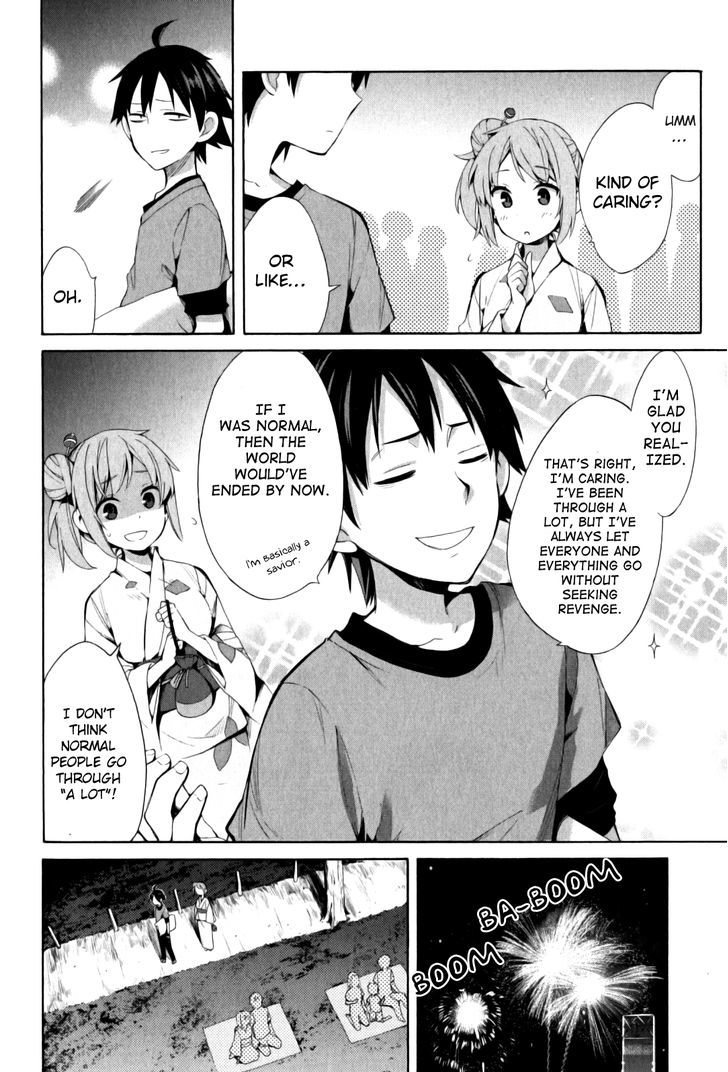 UMM
...
KIND OF
CARING?
OR
LIKE...
OH.
I'M
GLAD
YOU
REAL-
IZED.
THAT'S RIGHT,
I'M CARING.
I'VE BEEN
THROUGH A
LOT, BUT I'VE
ALWAYS LET
EVERYONE AND
EVERYTHING GO
WITHOUT
SEEKING
REVENGE.
IF I
WAS NORMAL,
THEN THE
WORLD
WOULD'VE
ENDED BY NOW.
I'm basically a
savior.
I DON'T
THINK
NORMAL
PEOPLE GO
THROUGH
"A LOT"!
BA-BOOM
BOOM